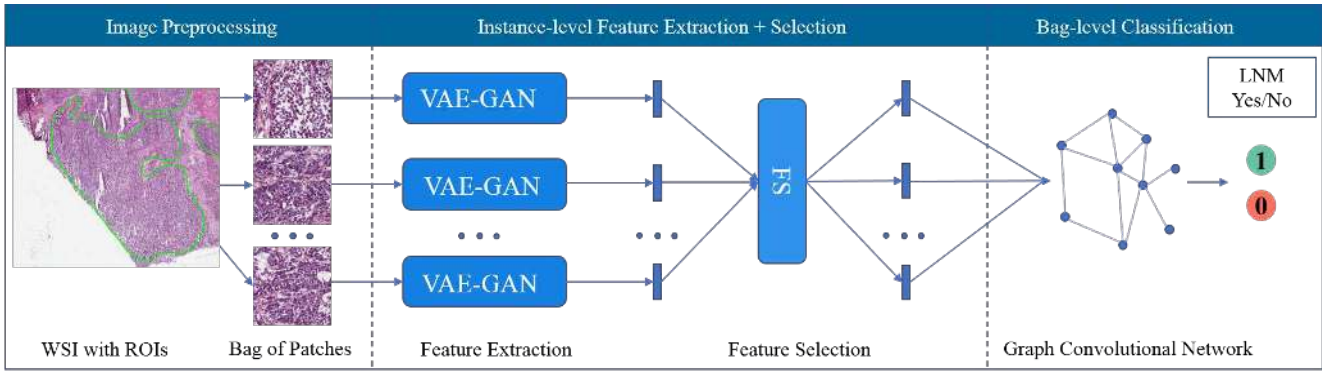 Image Preprocessing
Instance-level Feature Extraction + Selection
Bag-level Classification
LNM
Yes/No
VAE-GAN
VAE-GAN
VAE-GAN
FS
1
0
WSI with ROIs
Bag of Patches
Feature Extraction
Feature Selection
Graph Convolutional Network